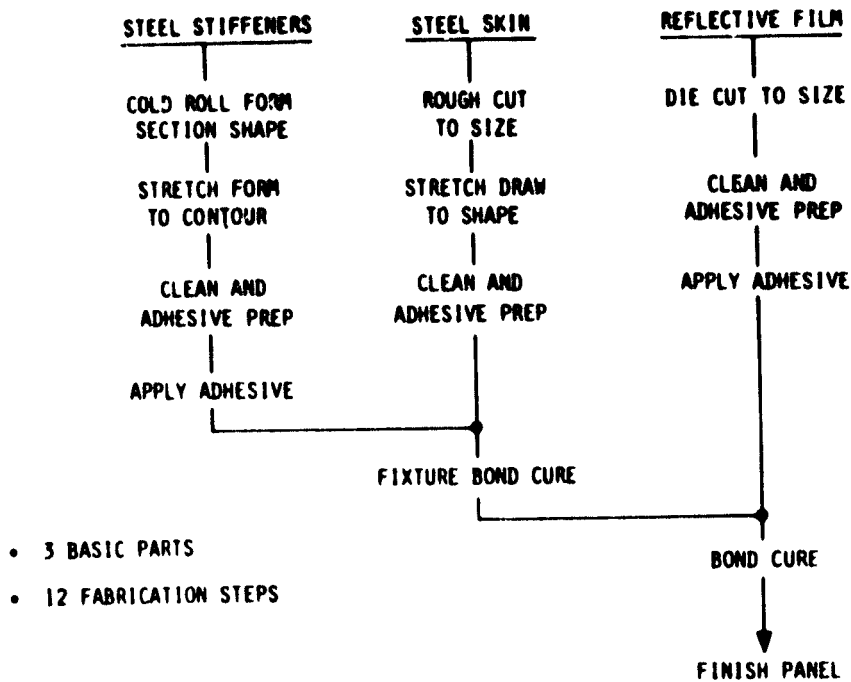 STEEL STIFFENERS
COLD ROLL FORM
SECTION SHAPE
STRETCH FORM
TO CONTOUR
CLEAN AND
ADHESIVE PREP
APPLY ADHESIVE
STEEL SKIN
ROUGH CUT
TO SIZE
STRETCH DRAW
TO SHAPE
CLEAN AND
ADHESIVE PREP
REFLECTIVE FILM
DIE CUT TO SIZE
CLEAN AND
ADHESIVE PREP
APPLY ADHESIVE
FIXTURE BOND CURE
BOND CURE
FINISH PANEL
• 3 BASIC PARTS
• 12 FABRICATION STEPS